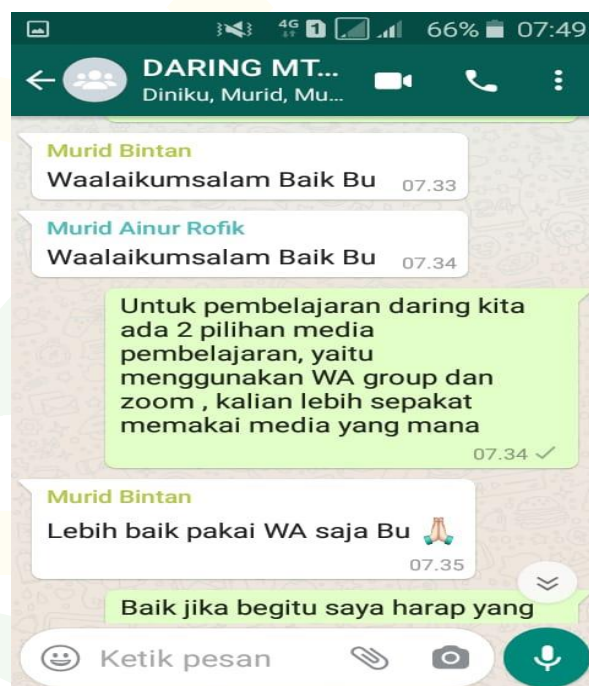 4G 1 66% 07:49
DARING MT...
Diniku, Murid, Mu...
Murid Bintan
Waalaikumsalam Baik Bu 07.33
Murid Ainur Rofik
Waalaikumsalam Baik Bu 07.34
Untuk pembelajaran daring kita
ada 2 pilihan media
pembelajaran, yaitu
menggunakan WA group dan
zoom , kalian lebih sepakat
memakai media yang mana
07.34
Murid Bintan
Lebih baik pakai WA saja Bu 🙏🏻
07.35
Baik jika begitu saya harap yang
Ketik pesan